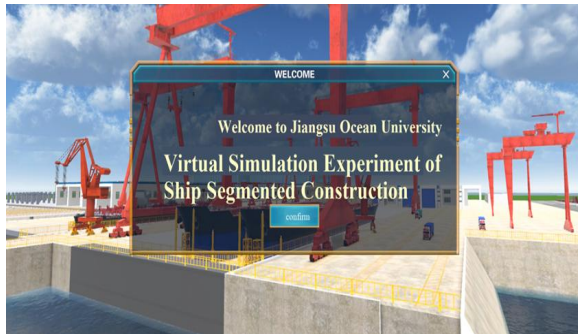 WELCOME X
Welcome to Jiangsu Ocean University
Virtual Simulation Experiment of
Ship Segmented Construction
confirm